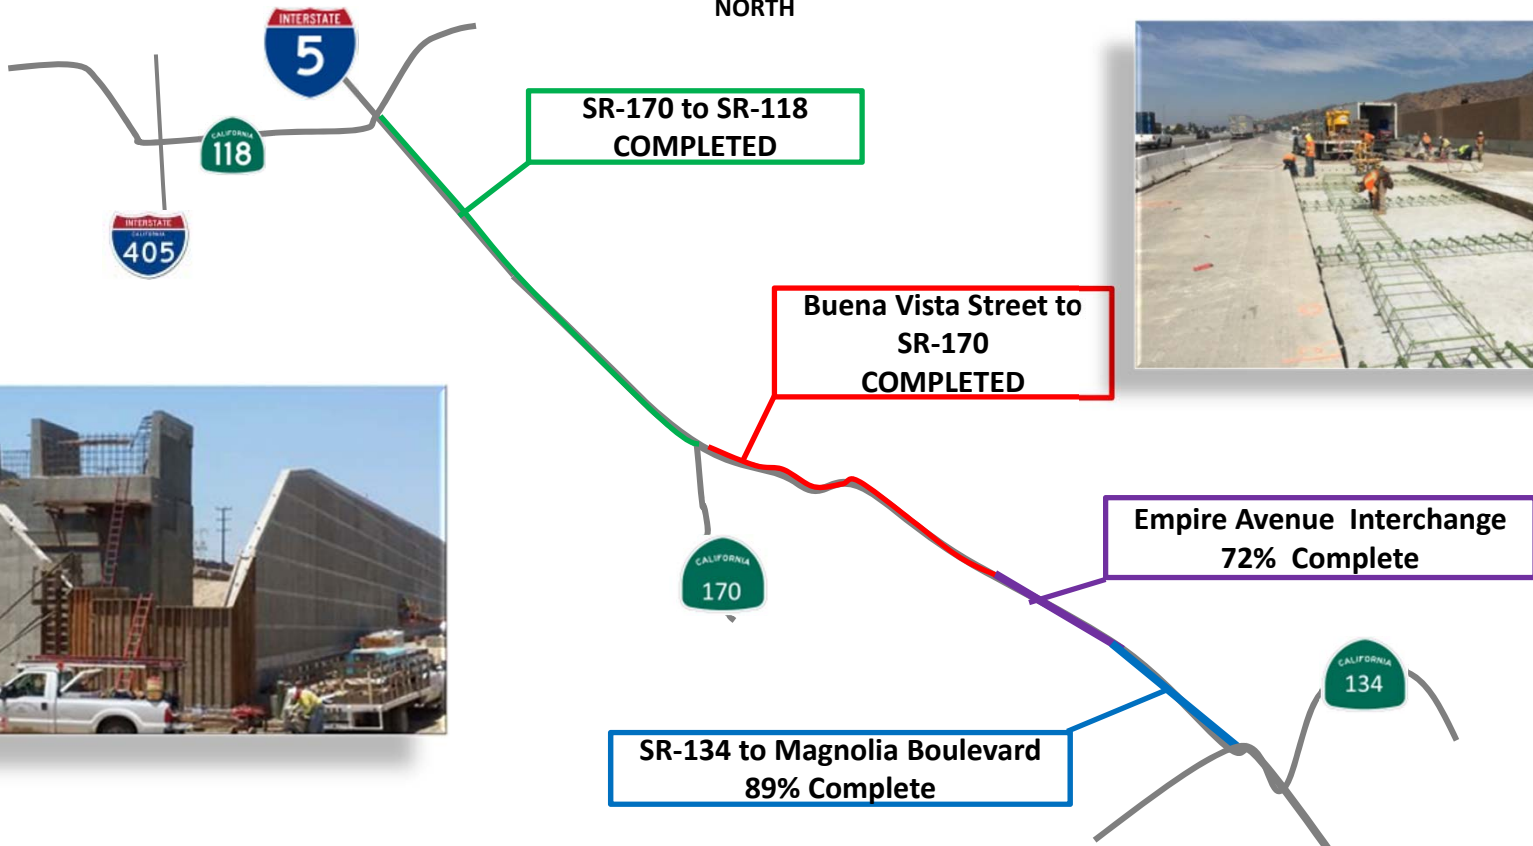 NORTH
INTERSTATE
5
SR-170 to SR-118
COMPLETED
CALIFORNIA
118
INTERSTATE
CALIFORNIA
405
Buena Vista Street to
SR-170
COMPLETED
Empire Avenue Interchange
72% Complete
CALIFORNIA
170
CALIFORNIA
134
SR-134 to Magnolia Boulevard
89% Complete